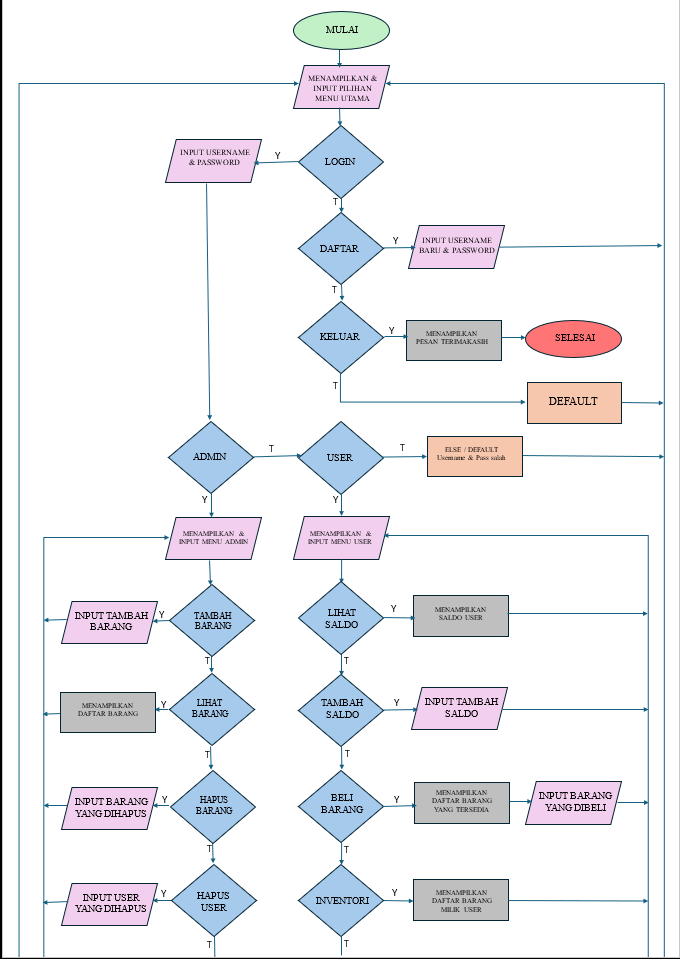 MULAI
MENAMPILKAN &
INPUT PILIHAN
MENU UTAMA
INPUT USERNAME
& PASSWORD
Y
LOGIN
T
DAFTAR
Y
INPUT USERNAME
BARU & PASSWORD
T
KELUAR
Y
MENAMPILKAN
PESAN TERIMAKASIH
SELESAI
T
DEFAULT
ADMIN
T
USER
T
ELSE / DEFAULT
Username & Pass salah
Y
Y
MENAMPILKAN &
INPUT MENU ADMIN
MENAMPILKAN &
INPUT MENU USER
INPUT TAMBAH
BARANG
Y
TAMBAH
BARANG
LIHAT
SALDO
Y
MENAMPILKAN
SALDO USER
T
T
MENAMPILKAN
DAFTAR BARANG
Y
LIHAT
BARANG
TAMBAH
SALDO
Y
INPUT TAMBAH
SALDO
T
T
INPUT BARANG
YANG DIHAPUS
Y
HAPUS
BARANG
BELI
BARANG
Y
MENAMPILKAN
DAFTAR BARANG
YANG TERSEDIA
INPUT BARANG
YANG DIBELI
T
T
INPUT USER
YANG DIHAPUS
Y
HAPUS
USER
INVENTORI
Y
MENAMPILKAN
DAFTAR BARANG
MILIK USER
T
T